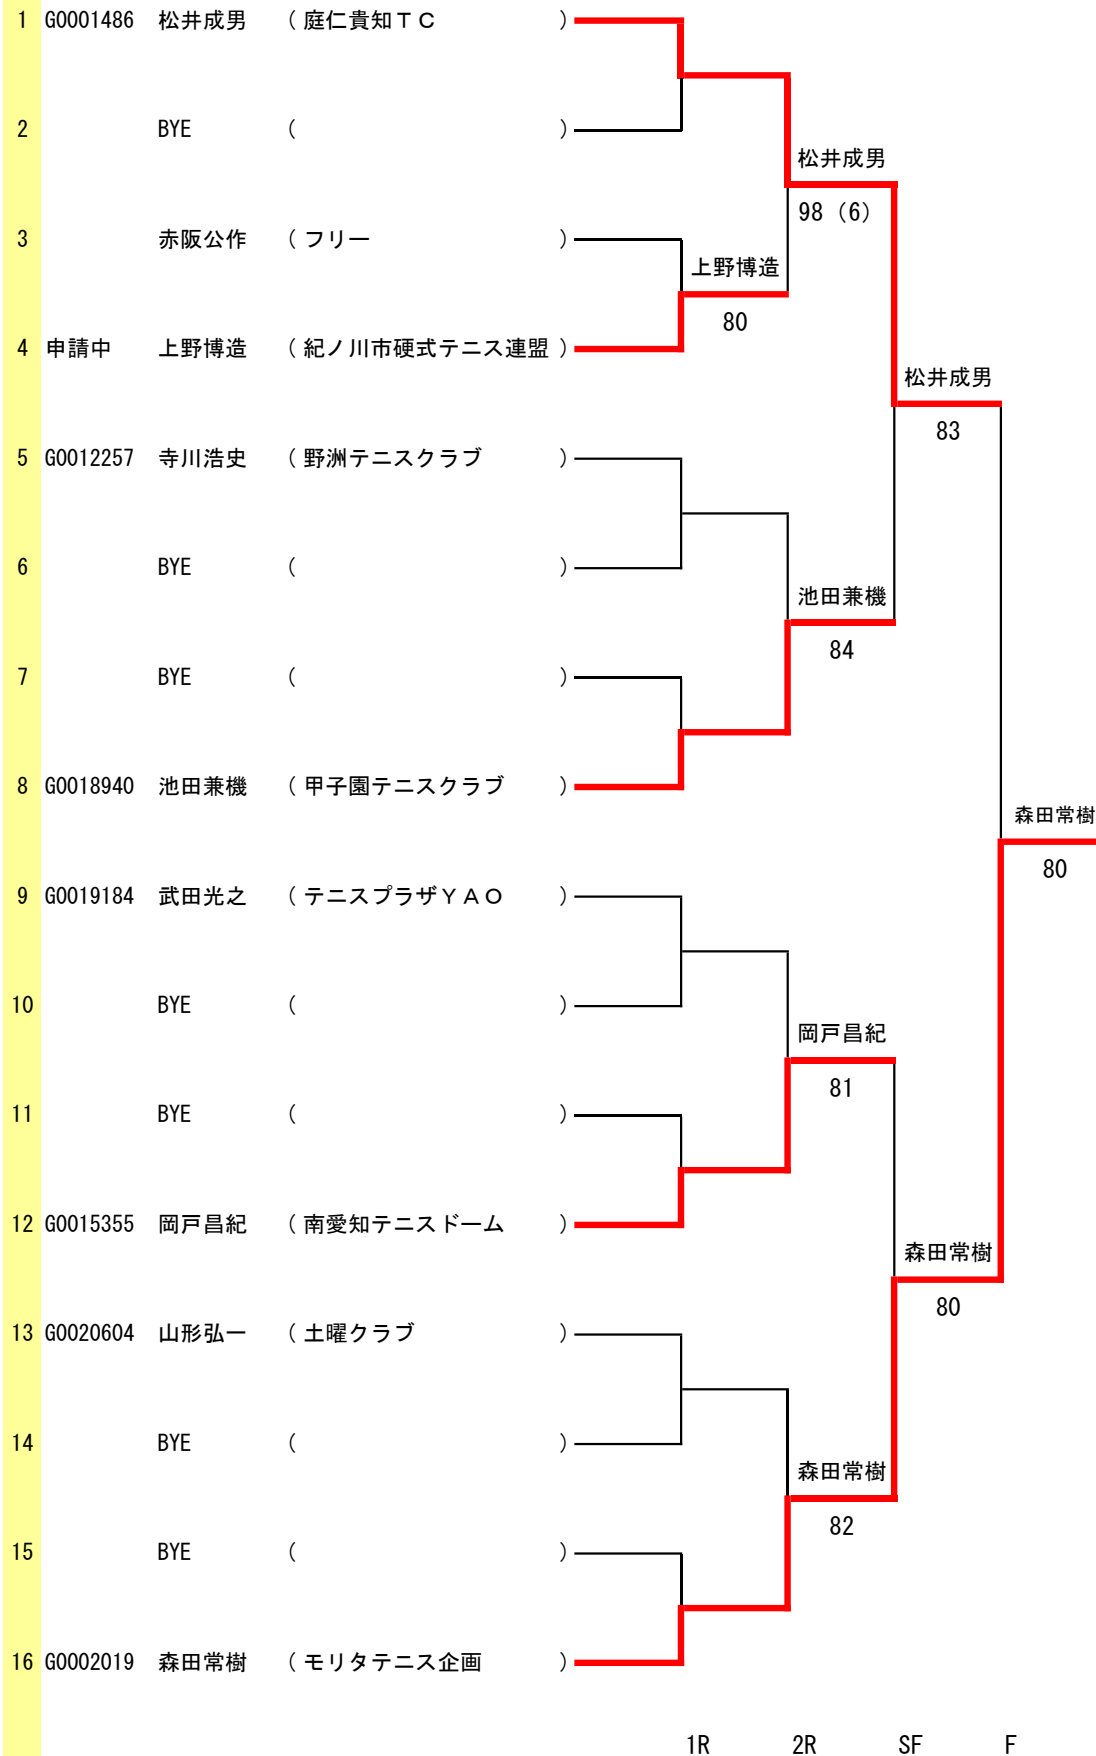 1 G0001486 松井成男 （ 庭仁貴知ＴＣ ）
2 BYE （ ）
松井成男
98（6）
3 赤阪公作 （ フリー ）
上野博造
80
4 申請中 上野博造 （ 紀ノ川市硬式テニス連盟 ）
松井成男
83
5 G0012257 寺川浩史 （ 野洲テニスクラブ ）
6 BYE （ ）
池田兼機
84
7 BYE （ ）
8 G0018940 池田兼機 （ 甲子園テニスクラブ ）
森田常樹
80
9 G0019184 武田光之 （ テニスプラザＹＡＯ ）
10 BYE （ ）
岡戸昌紀
81
11 BYE （ ）
12 G0015355 岡戸昌紀 （ 南愛知テニスドーム ）
森田常樹
80
13 G0020604 山形弘一 （ 土曜クラブ ）
14 BYE （ ）
森田常樹
82
15 BYE （ ）
16 G0002019 森田常樹 （ モリタテニス企画 ）
1R 2R SF F